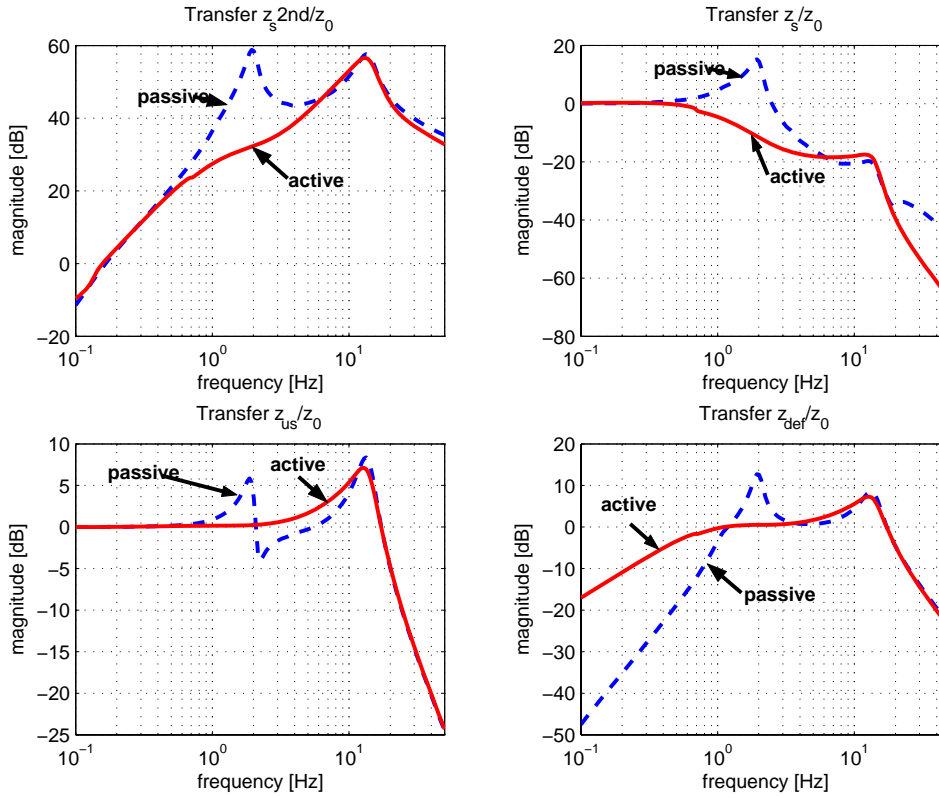 Transfer z_s2nd/z_0
60
40
20
0
−20
magnitude [dB]
passive
active
10^−1
10^0
10^1
frequency [Hz]
Transfer z_s/z_0
20
0
−20
−40
−60
−80
magnitude [dB]
passive
active
10^−1
10^0
10^1
frequency [Hz]
Transfer z_us/z_0
10
5
0
−5
−10
−15
−20
−25
magnitude [dB]
passive
active
10^−1
10^0
10^1
frequency [Hz]
Transfer z_def/z_0
20
10
0
−10
−20
−30
−40
−50
magnitude [dB]
active
passive
10^−1
10^0
10^1
frequency [Hz]